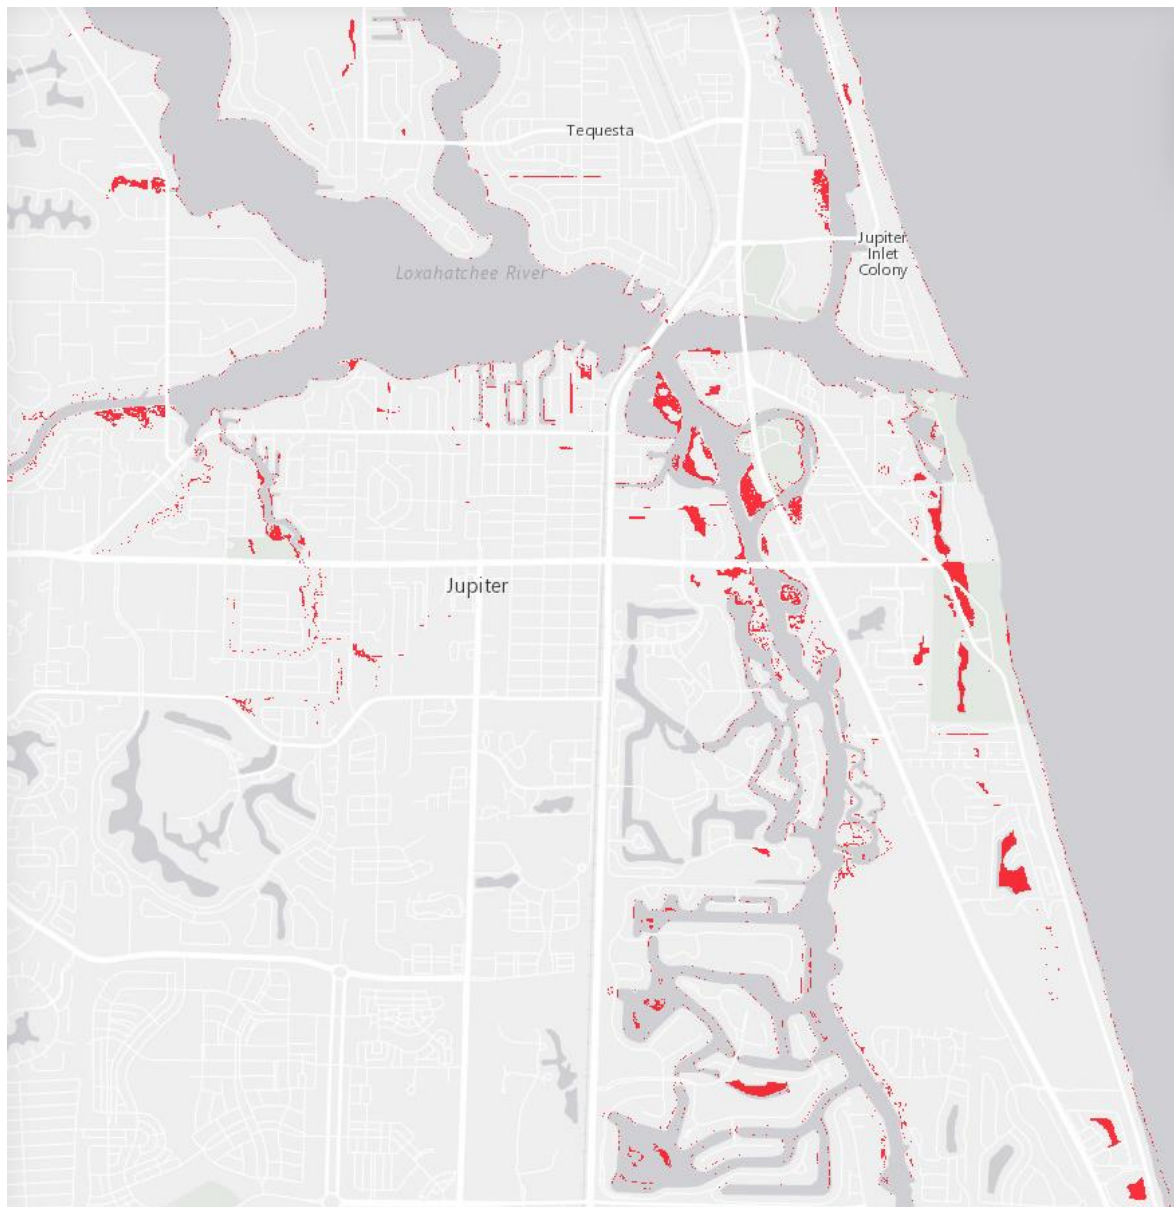 Tequesta
Jupiter
Inlet
Colony
Loxahatchee River
Jupiter